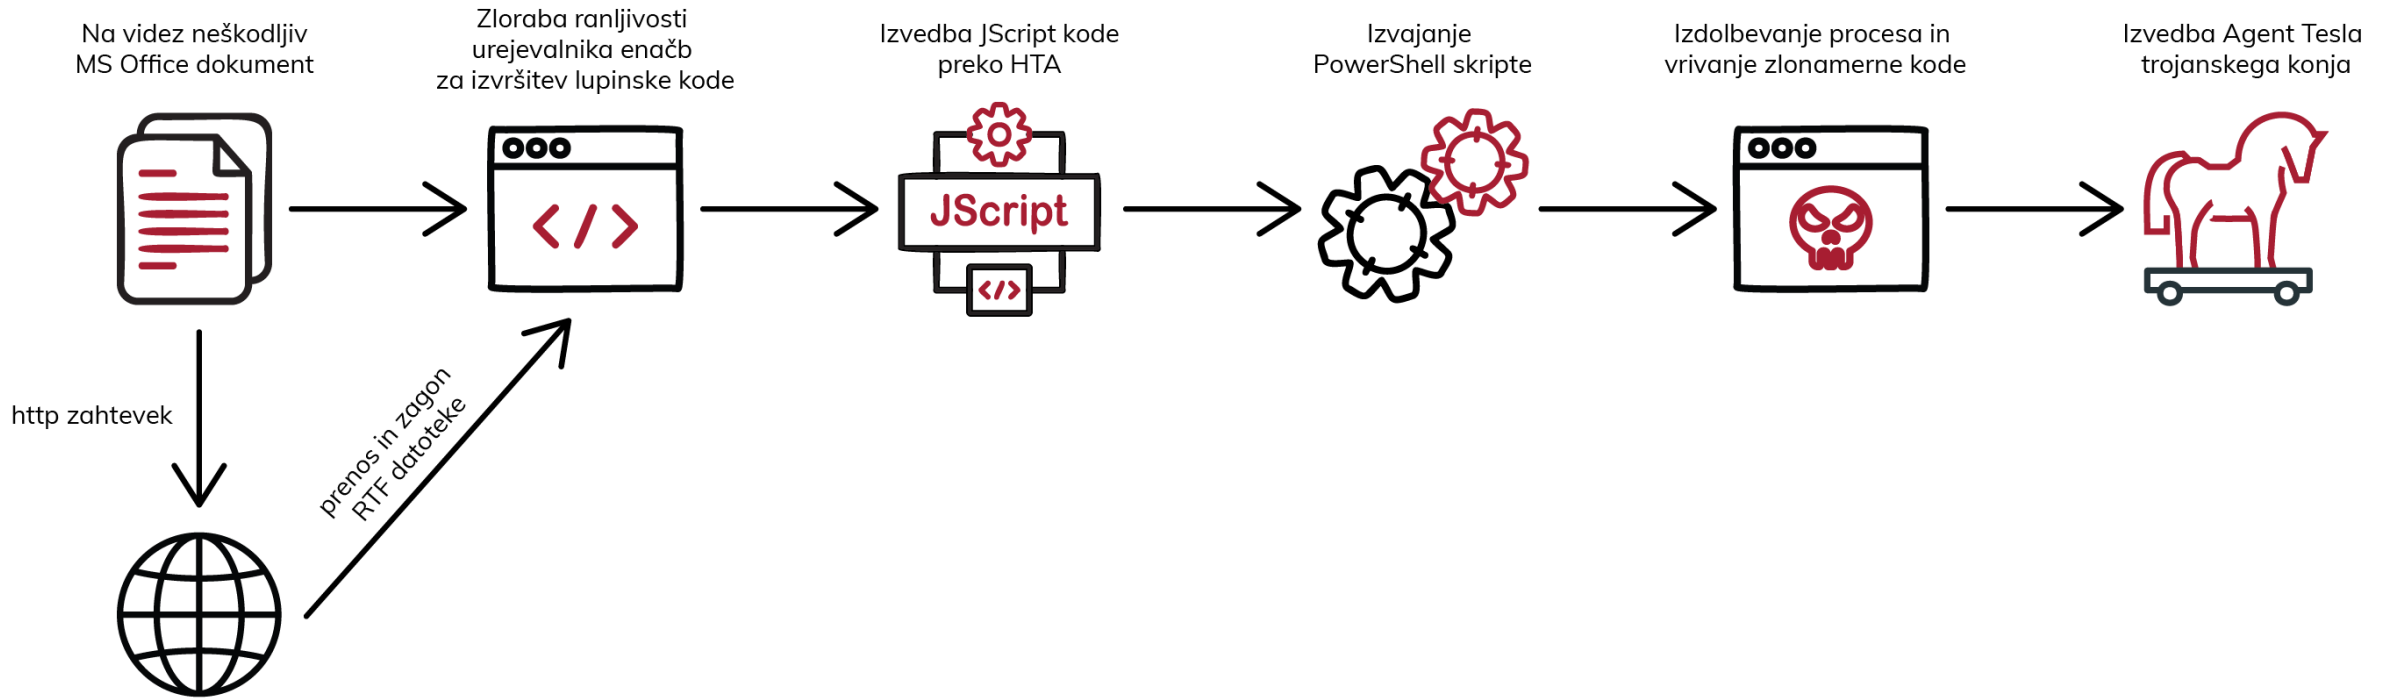 Na videz neškodljiv
MS Office dokument
Zloraba ranljivosti
urejevalnika enačb
za izvršitev lupinske kode
Izvedba JScript kode
preko HTA
Izvajanje
PowerShell skripte
Izdolbevanje procesa in
vrivanje zlonamerne kode
Izvedba Agent Tesla
trojanskega konja
</>
JScript
</>
http zahtevek
prenos in zagon
RTF datoteke